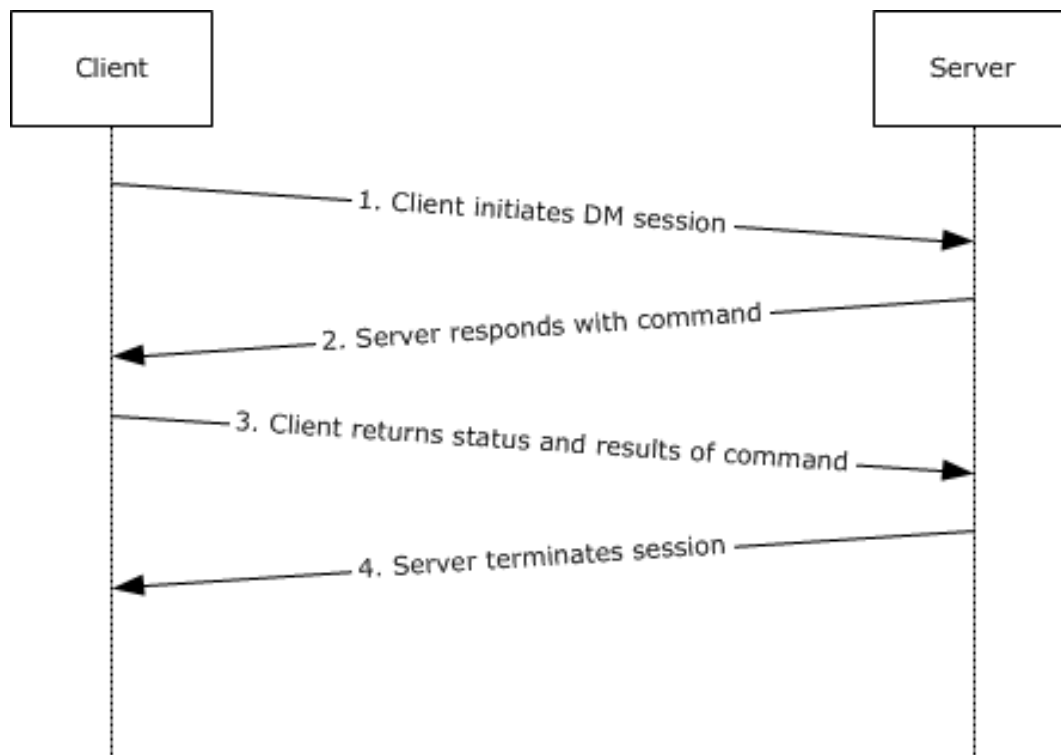 Client
Server
1. Client initiates DM session
2. Server responds with command
3. Client returns status and results of command
4. Server terminates session